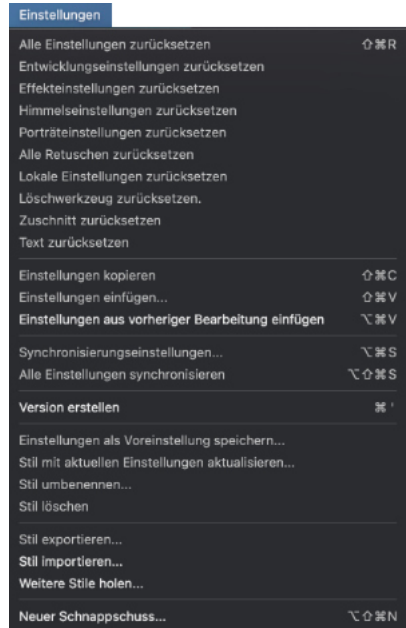 Einstellungen
Alle Einstellungen zurücksetzen ⇧⌘R
Entwicklungseinstellungen zurücksetzen
Effekteinstellungen zurücksetzen
Himmelseinstellungen zurücksetzen
Porträteinstellungen zurücksetzen
Alle Retuschen zurücksetzen
Lokale Einstellungen zurücksetzen
Löschwerkzeug zurücksetzen.
Zuschnitt zurücksetzen
Text zurücksetzen
Einstellungen kopieren ⇧⌘C
Einstellungen einfügen... ⇧⌘V
Einstellungen aus vorheriger Bearbeitung einfügen ⌥⌘V
Synchronisierungseinstellungen... ⌥⌘S
Alle Einstellungen synchronisieren ⌥⇧⌘S
Version erstellen ⌘'
Einstellungen als Voreinstellung speichern...
Stil mit aktuellen Einstellungen aktualisieren...
Stil umbenennen...
Stil löschen
Stil exportieren...
Stil importieren...
Weitere Stile holen...
Neuer Schnappschuss... ⌥⇧⌘N